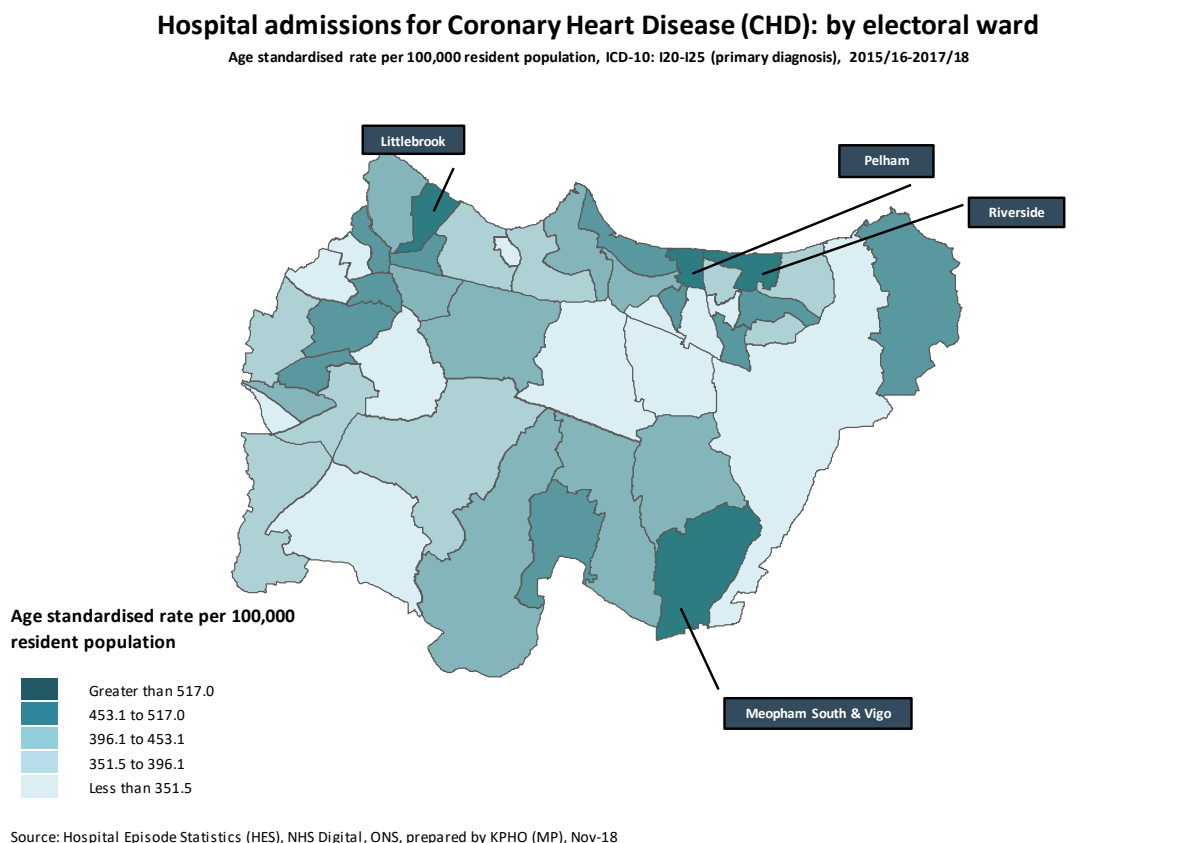 Hospital admissions for Coronary Heart Disease (CHD): by electoral ward
Age standardised rate per 100,000 resident population, ICD-10: I20-I25 (primary diagnosis), 2015/16-2017/18
Littlebrook
Pelham
Riverside
Age standardised rate per 100,000
resident population
Greater than 517.0
453.1 to 517.0
396.1 to 453.1
351.5 to 396.1
Less than 351.5
Meopham South & Vigo
Source: Hospital Episode Statistics (HES), NHS Digital, ONS, prepared by KPHO (MP), Nov-18